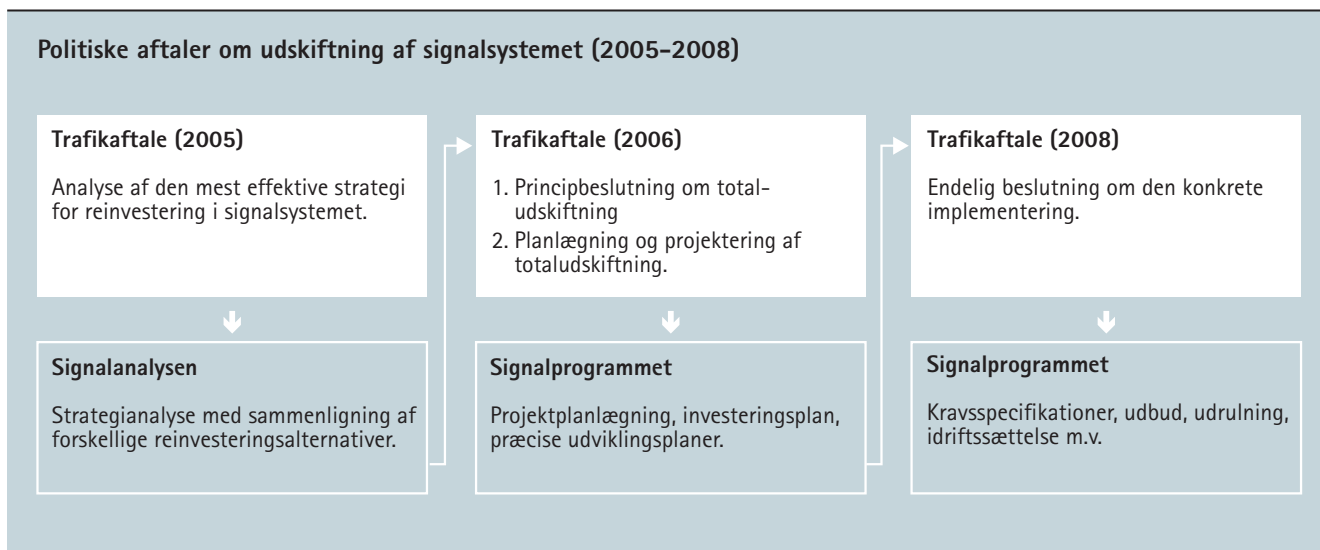 Politiske aftaler om udskiftning af signalsystemet (2005–2008)
Trafikaftale (2005)
Analyse af den mest effektive strategi
for reinvestering i signalsystemet.
Signalanalysen
Strategianalyse med sammenligning af
forskellige reinvesteringsalternativer.
Trafikaftale (2006)
1. Principbeslutning om total-
udskiftning
2. Planlægning og projektering af
totaludskiftning.
Signalprogrammet
Projektplanlægning, investeringsplan,
præcise udviklingsplaner.
Trafikaftale (2008)
Endelig beslutning om den konkrete
implementering.
Signalprogrammet
Kravsspecifikationer, udbud, udrulning,
idriftssættelse m.v.